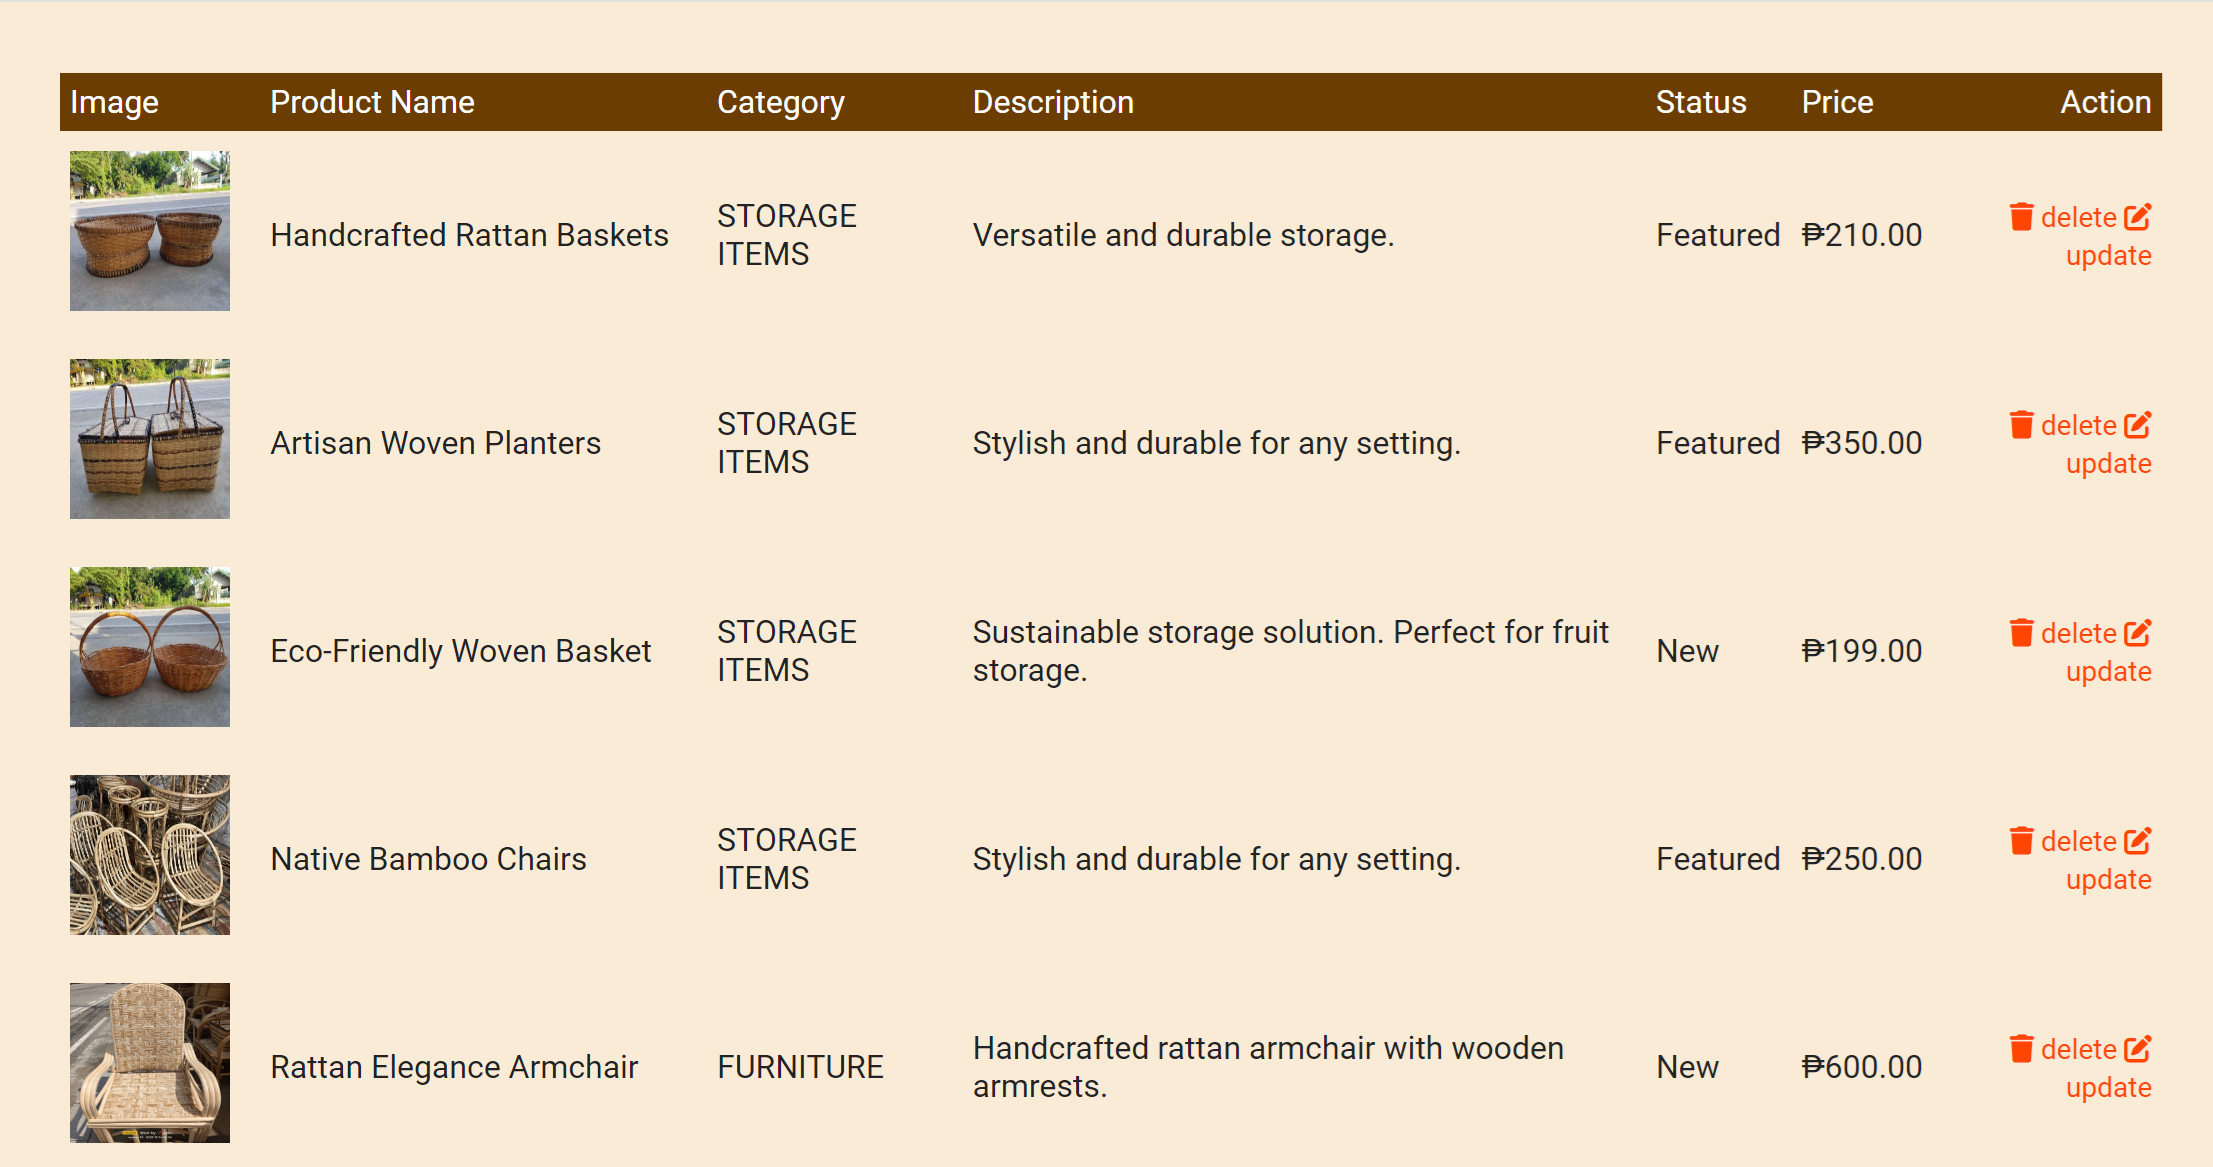 Image Product Name Category Description Status Price Action
Handcrafted Rattan Baskets STORAGE ITEMS Versatile and durable storage. Featured ₱210.00 delete update
Artisan Woven Planters STORAGE ITEMS Stylish and durable for any setting. Featured ₱350.00 delete update
Eco-Friendly Woven Basket STORAGE ITEMS Sustainable storage solution. Perfect for fruit storage. New ₱199.00 delete update
Native Bamboo Chairs STORAGE ITEMS Stylish and durable for any setting. Featured ₱250.00 delete update
Rattan Elegance Armchair FURNITURE Handcrafted rattan armchair with wooden armrests. New ₱600.00 delete update